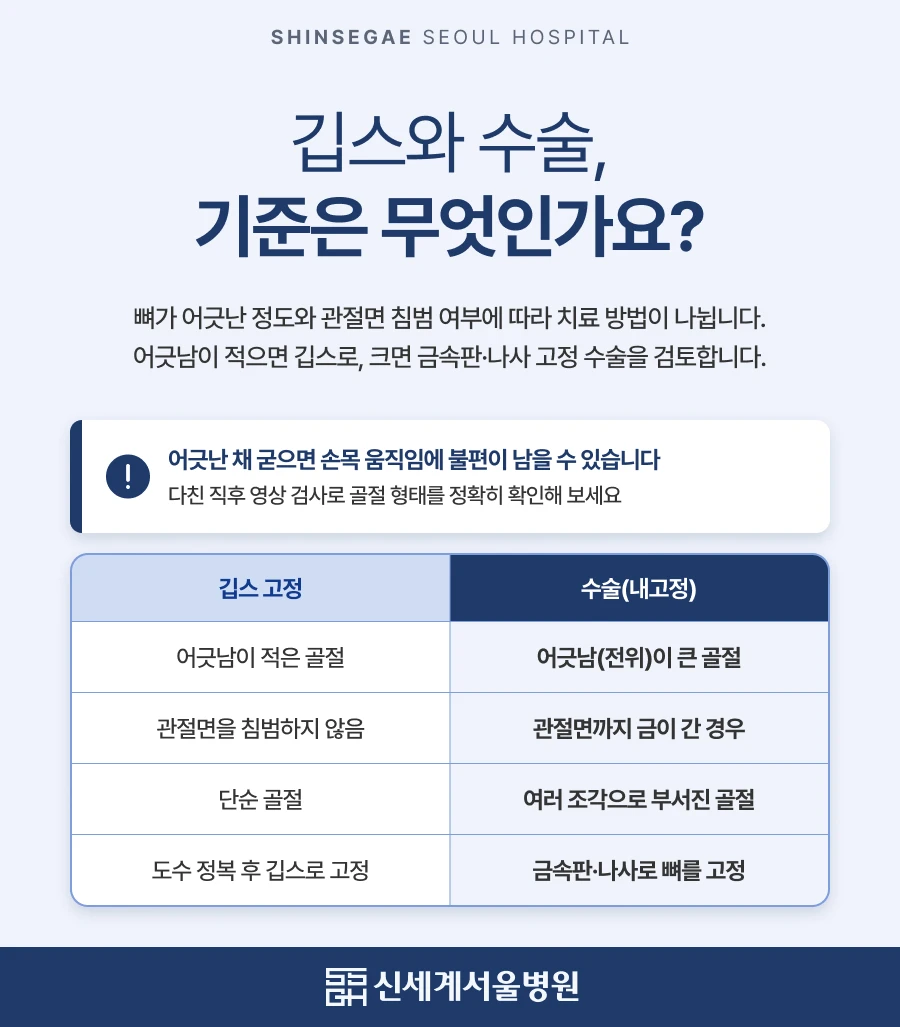 SHINSEGAE SEOUL HOSPITAL
깁스와 수술,
기준은 무엇인가요?
뼈가 어긋난 정도와 관절면 침범 여부에 따라 치료 방법이 나뉩니다.
어긋남이 적으면 깁스로, 크면 금속판·나사 고정 수술을 검토합니다.
어긋난 채 굳으면 손목 움직임에 불편이 남을 수 있습니다
다친 직후 영상 검사로 골절 형태를 정확히 확인해 보세요
깁스 고정 수술(내고정)
어긋남이 적은 골절 어긋남(전위)이 큰 골절
관절면을 침범하지 않음 관절면까지 금이 간 경우
단순 골절 여러 조각으로 부서진 골절
도수 정복 후 깁스로 고정 금속판·나사로 뼈를 고정
신세계서울병원